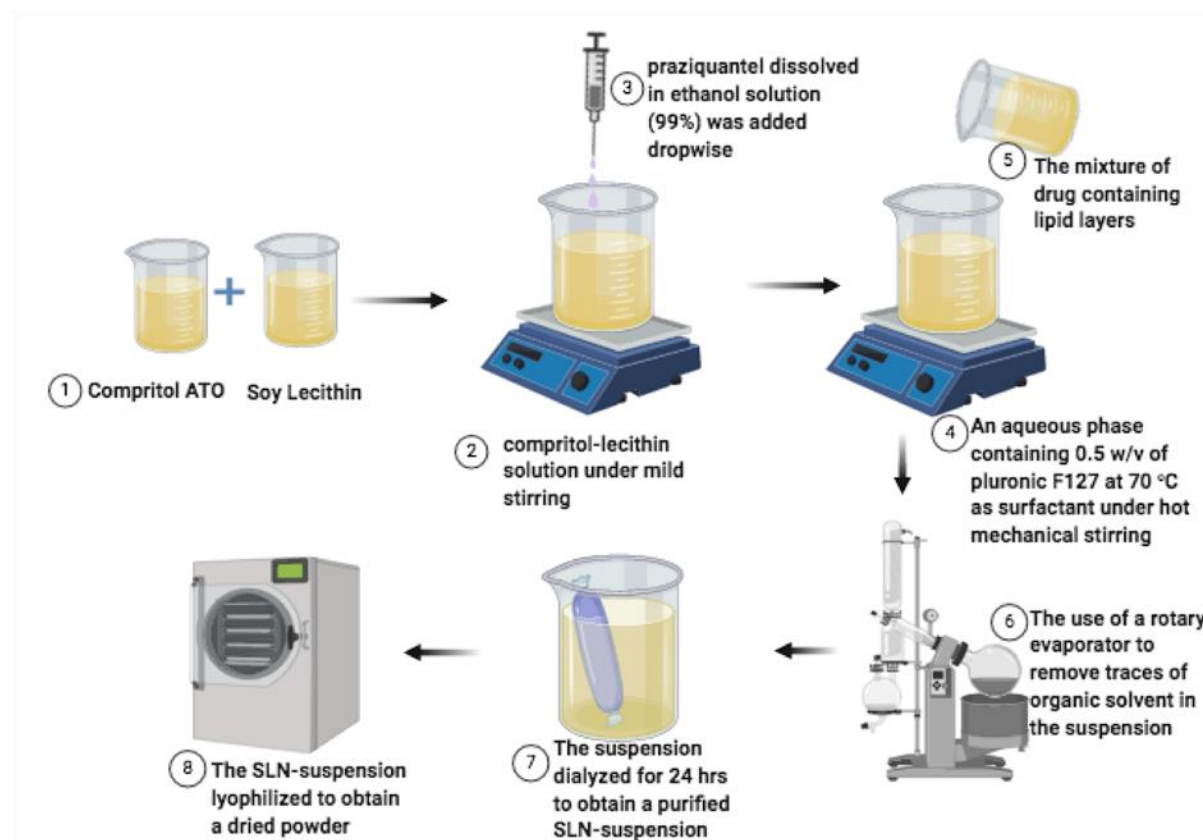 1 Compritol ATO
Soy Lecithin
2 compritol-lecithin
solution under mild
stirring
3 praziquantel dissolved
in ethanol solution
(99%) was added
dropwise
4 An aqueous phase
containing 0.5 w/v of
pluronic F127 at 70 °C
as surfactant under hot
mechanical stirring
5 The mixture of
drug containing
lipid layers
6 The use of a rotary
evaporator to
remove traces of
organic solvent in
the suspension
7 The suspension
dialyzed for 24 hrs
to obtain a purified
SLN-suspension
8 The SLN-suspension
lyophilized to obtain
a dried powder